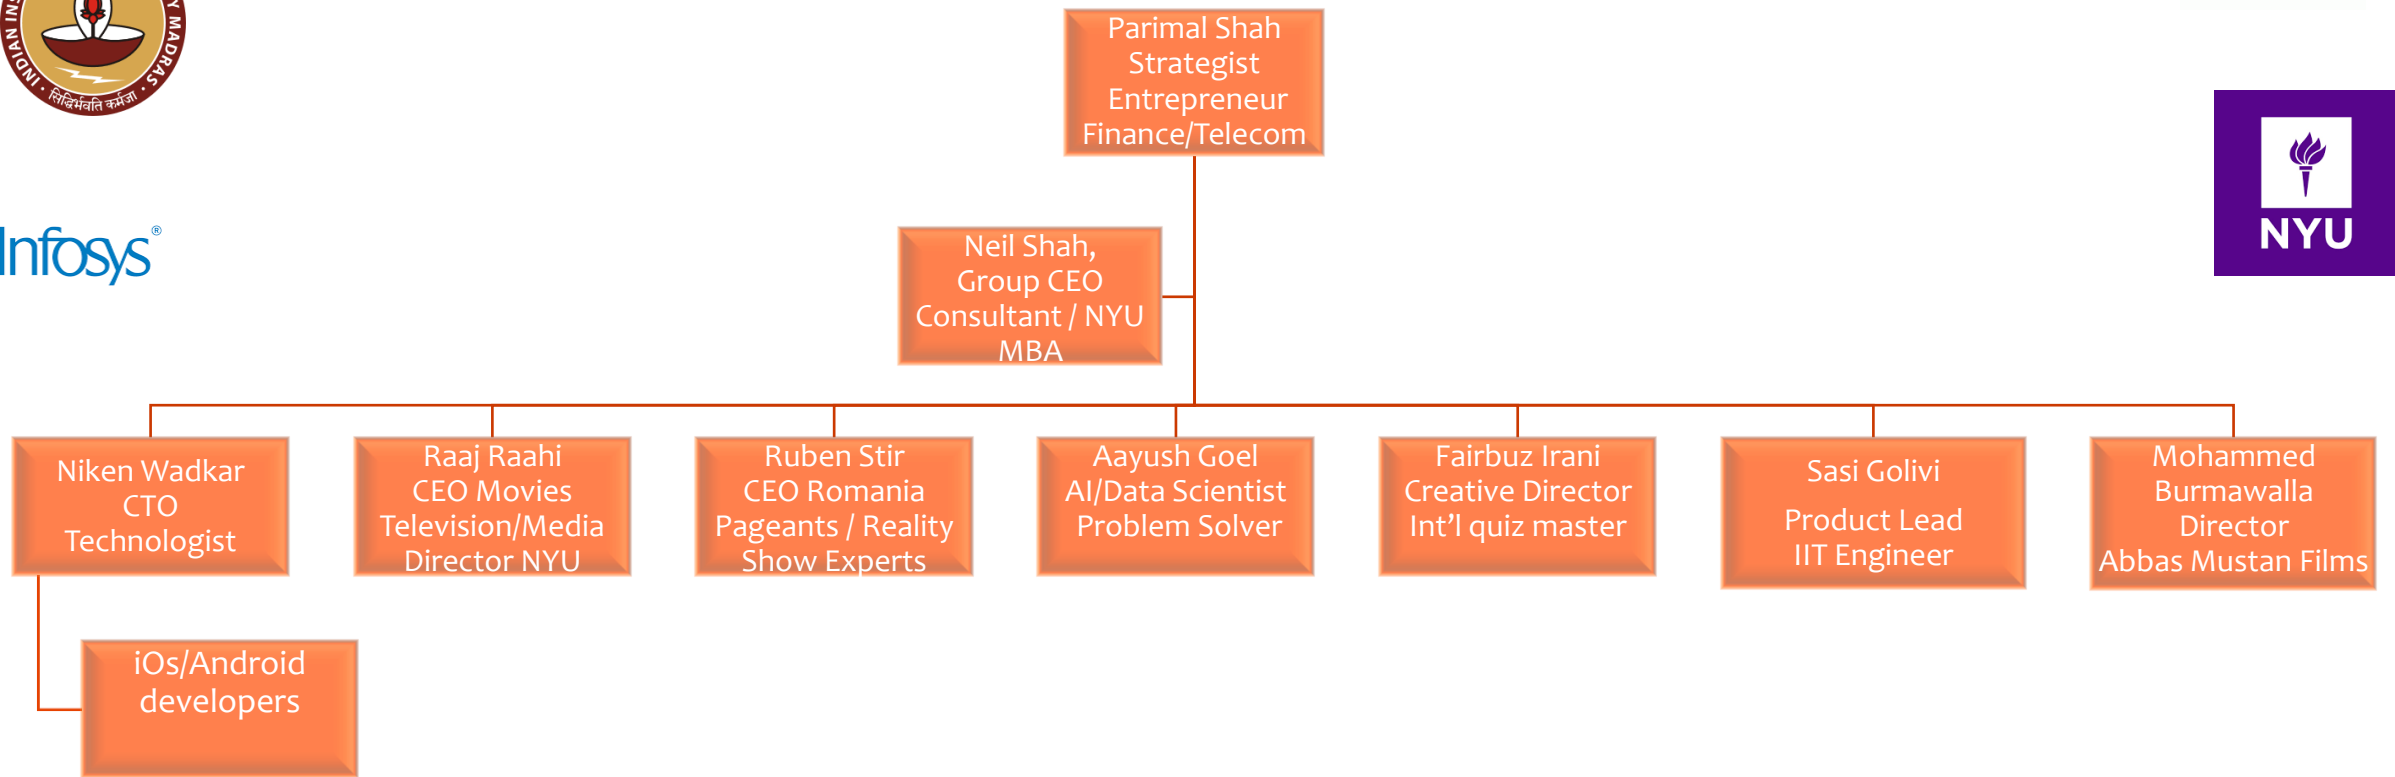 INDIAN INS
Y MADRAS
सिद्धिर्भवति कर्मजा
Parimal Shah
Strategist
Entrepreneur
Finance/Telecom
Infosys®
NYU
Neil Shah,
Group CEO
Consultant / NYU
MBA
Niken Wadkar
CTO
Technologist
Raaj Raahi
CEO Movies
Television/Media
Director NYU
Ruben Stir
CEO Romania
Pageants / Reality
Show Experts
Aayush Goel
AI/Data Scientist
Problem Solver
Fairbuz Irani
Creative Director
Int’l quiz master
Sasi Golivi
Product Lead
IIT Engineer
Mohammed
Burmawalla
Director
Abbas Mustan Films
iOs/Android
developers